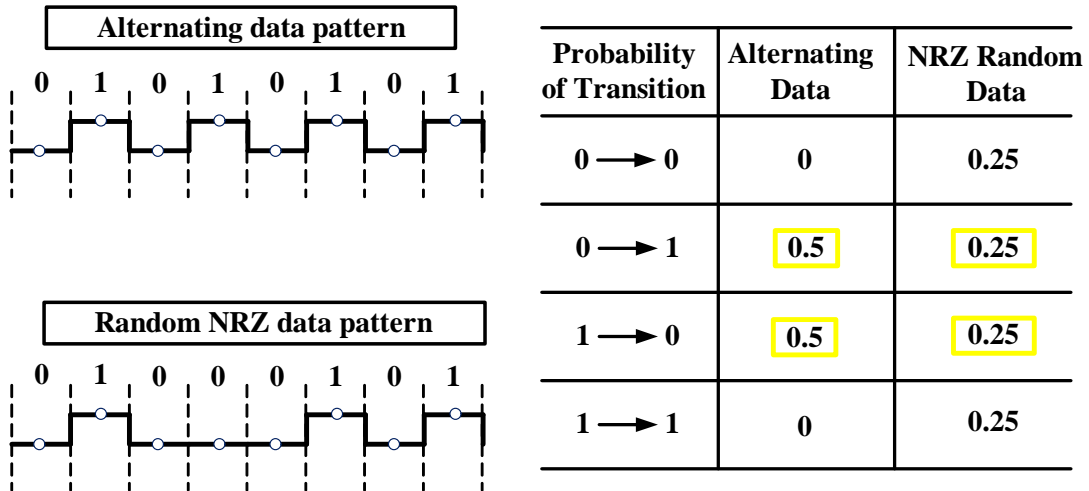 Alternating data pattern
0 1 0 1 0 1 0 1
Random NRZ data pattern
0 1 0 0 0 1 0 1
Probability of Transition Alternating Data NRZ Random Data
0 → 0 0 0.25
0 → 1 0.5 0.25
1 → 0 0.5 0.25
1 → 1 0 0.25